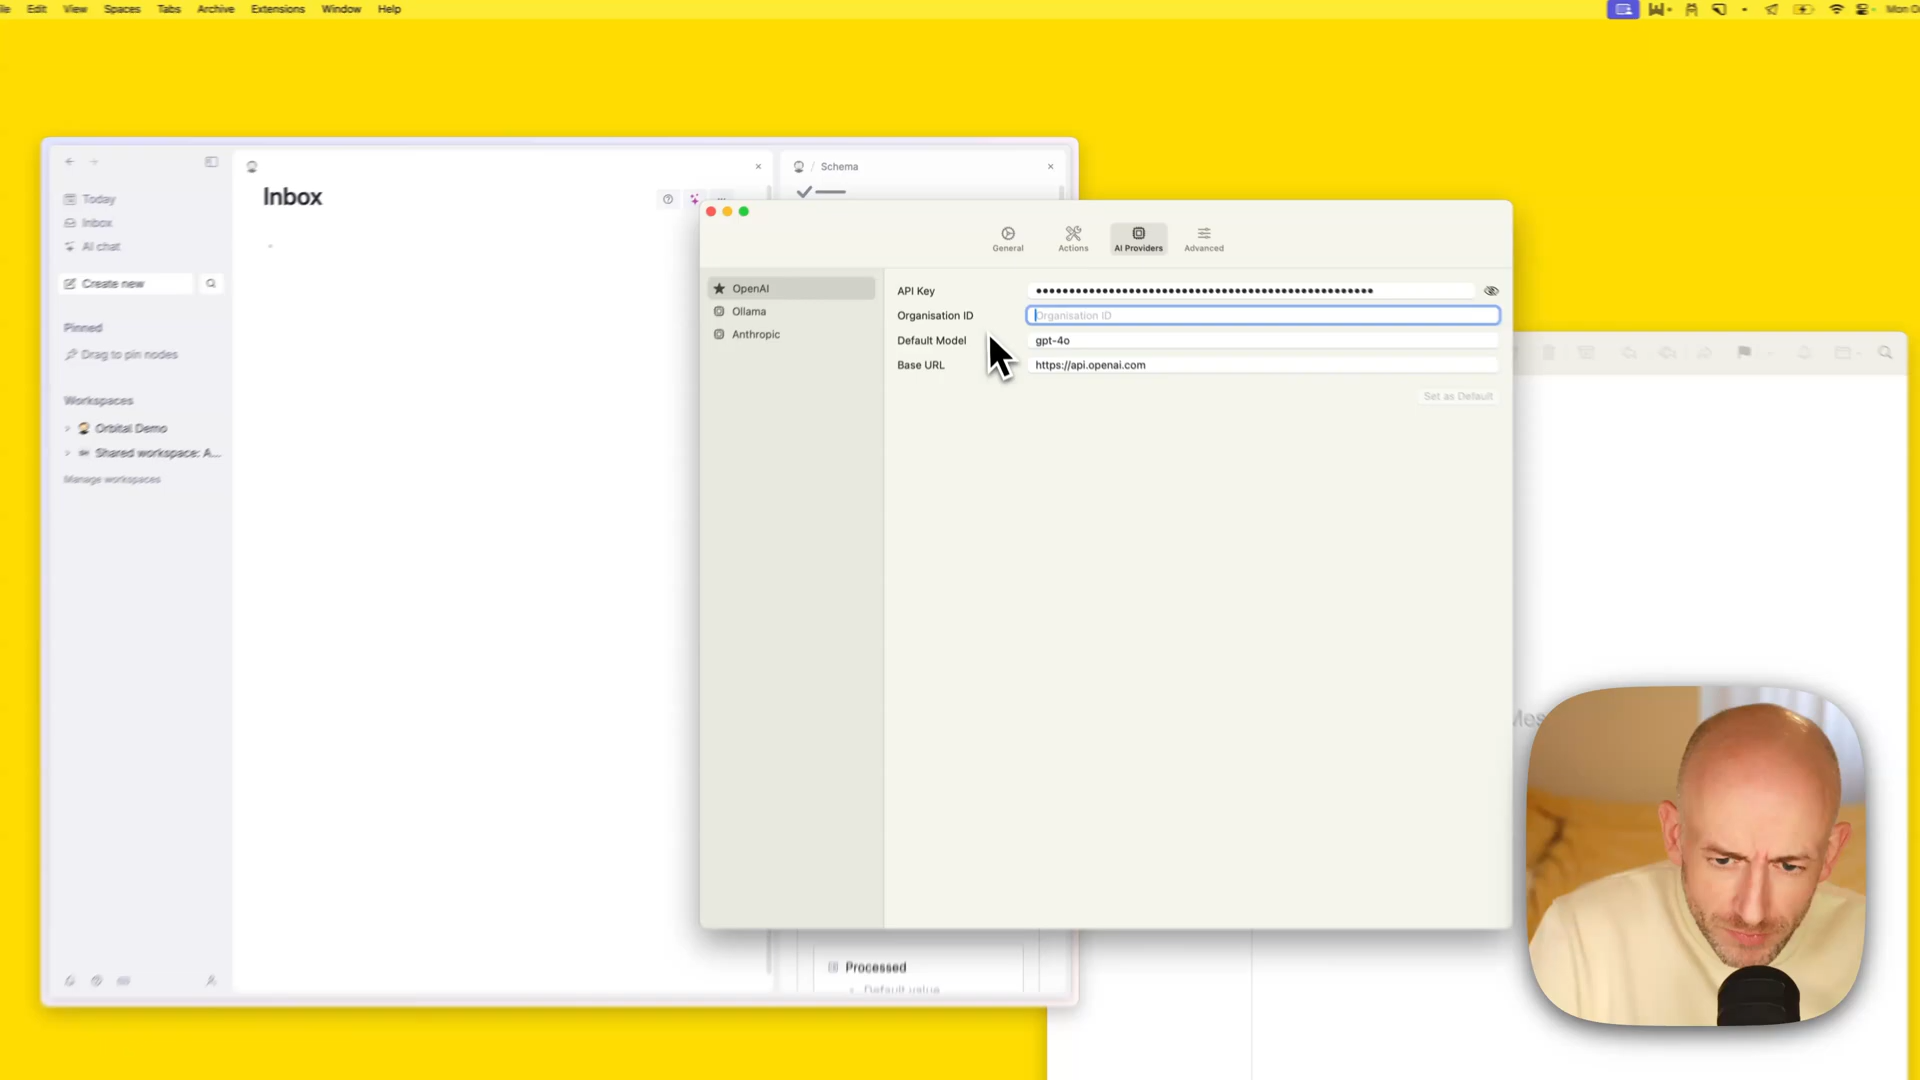 Edit View Spaces Tabs Archive Extensions Window Help
Mon
Today
Inbox
AI chat
Create new
Pinned
Drag to pin nodes
Workspaces
Orbital Demo
Shared workspace: A...
Manage workspaces
Inbox
/ Schema
General
Actions
AI Providers
Advanced
OpenAI
Ollama
Anthropic
API Key ••••••••••••••••••••••••••••••••••••••••••••••••••••
Organisation ID Organisation ID
Default Model gpt-4o
Base URL https://api.openai.com
Set as Default
Processed
Default value